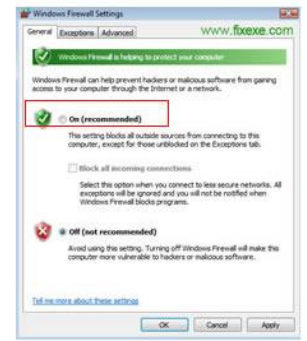 Windows Firewall Settings
www.fixexe.com
General Exceptions Advanced
Windows Firewall is helping to protect your computer
Windows Firewall can help prevent hackers or malicious software from gaining
access to your computer through the Internet or a network.
On (recommended)
This setting blocks all outside sources from connecting to this
computer, except for those unblocked on the Exceptions tab.
Block all incoming connections
Select this option when you connect to less secure networks. All
exceptions will be ignored and you will not be notified when
Windows Firewall blocks programs.
Off (not recommended)
Avoid using this setting. Turning off Windows Firewall will make this
computer more vulnerable to hackers or malicious software.
Tell me more about these settings
OK Cancel Apply